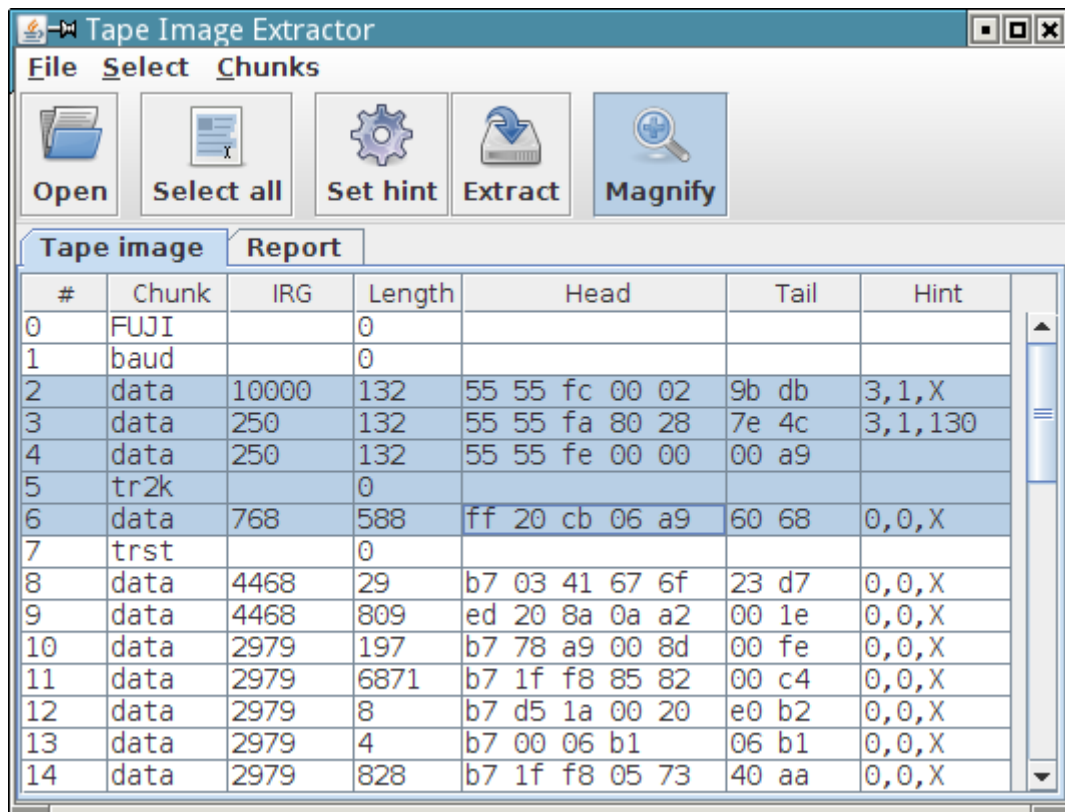 Tape Image Extractor
File Select Chunks
Open Select all Set hint Extract Magnify
Tape image Report
# Chunk IRG Length Head Tail Hint
0 FUJI 0
1 baud 0
2 data 10000 132 55 55 fc 00 02 9b db 3,1,X
3 data 250 132 55 55 fa 80 28 7e 4c 3,1,130
4 data 250 132 55 55 fe 00 00 00 a9
5 tr2k 0
6 data 768 588 ff 20 cb 06 a9 60 68 0,0,X
7 trst 0
8 data 4468 29 b7 03 41 67 6f 23 d7 0,0,X
9 data 4468 809 ed 20 8a 0a a2 00 1e 0,0,X
10 data 2979 197 b7 78 a9 00 8d 00 fe 0,0,X
11 data 2979 6871 b7 1f f8 85 82 00 c4 0,0,X
12 data 2979 8 b7 d5 1a 00 20 e0 b2 0,0,X
13 data 2979 4 b7 00 06 b1 06 b1 0,0,X
14 data 2979 828 b7 1f f8 05 73 40 aa 0,0,X